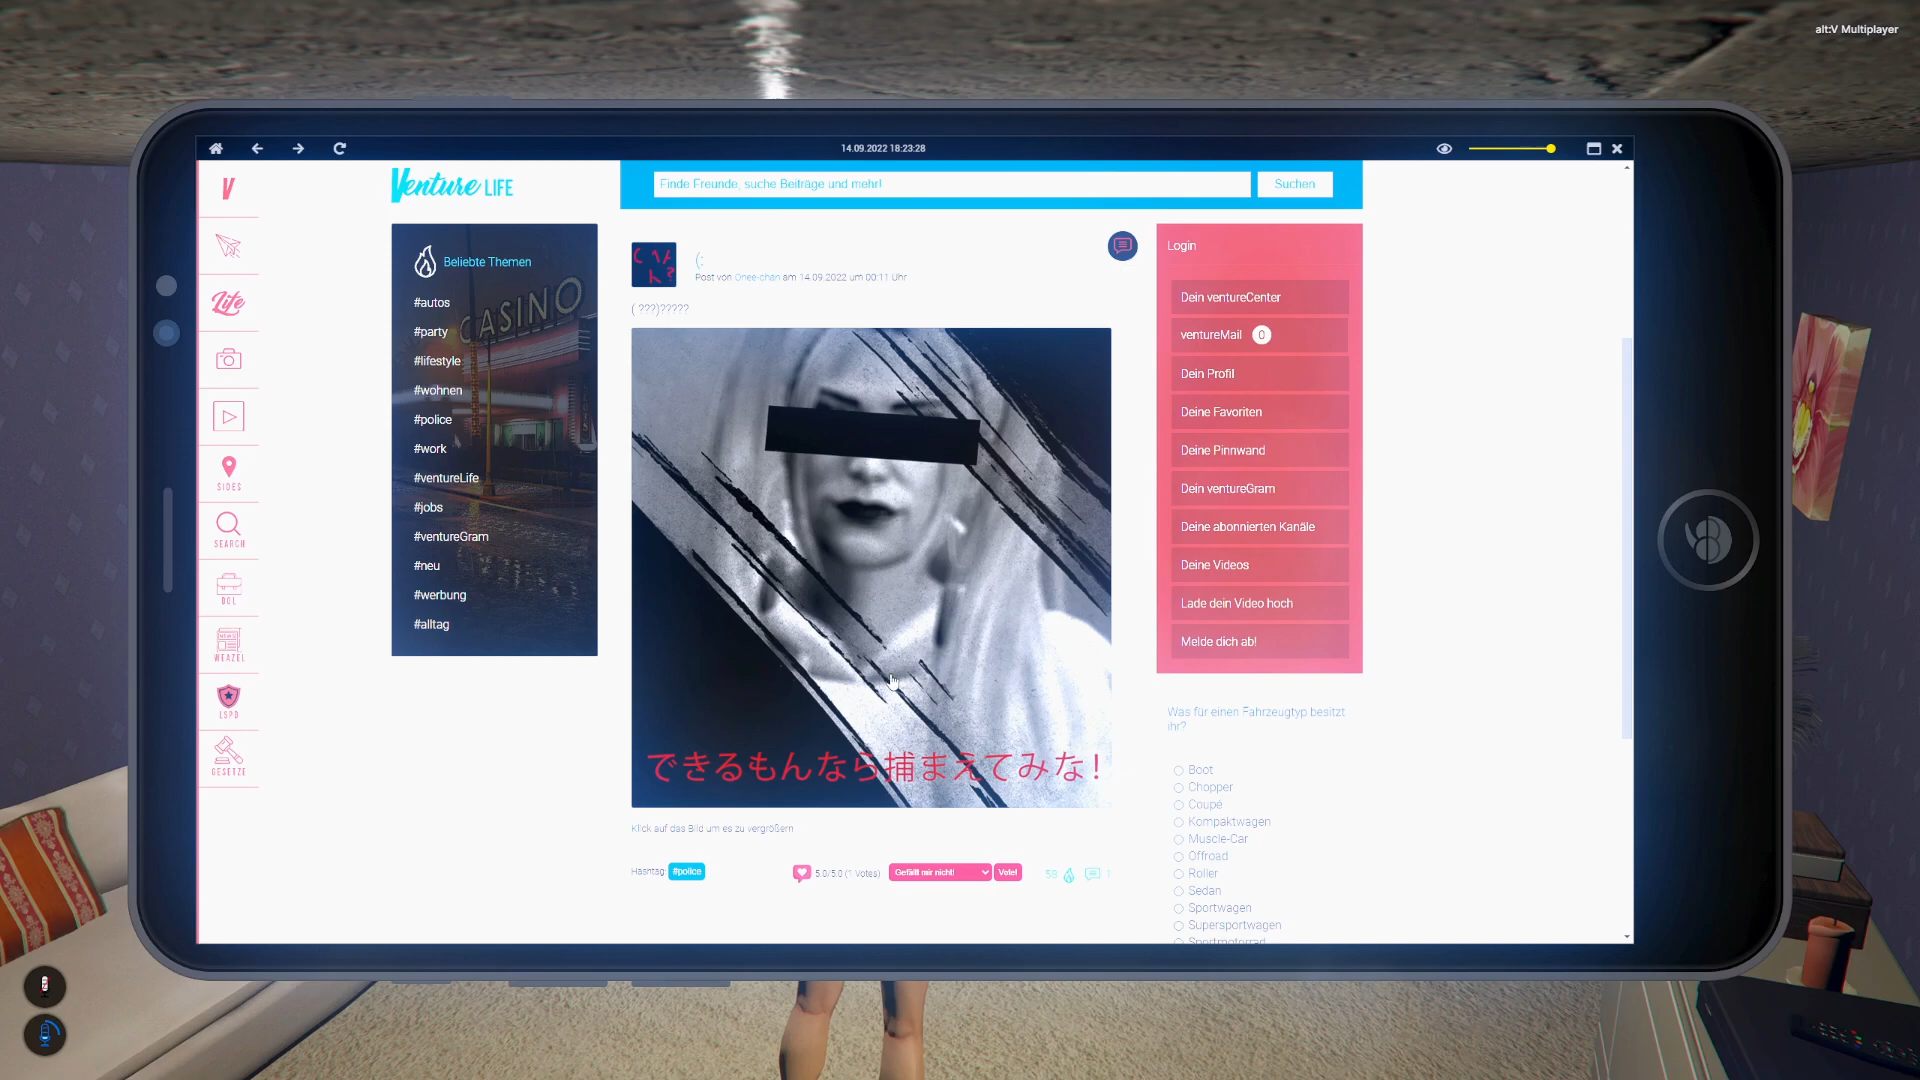 alt:V Multiplayer
14.09.2022 18:23:28
Venture LIFE
Finde Freunde, suche Beiträge und mehr!
Suchen
Life
SIDES
SEARCH
WEAZEL
LSPD
GESETZE
Beliebte Themen
CASINO
#autos
#party
#lifestyle
#wohnen
#police
#work
#ventureLife
#jobs
#ventureGram
#neu
#werbung
#alltag
(:
Post von Onee-chan am 14.09.2022 um 00:11 Uhr
( ???)?????
できるもんなら捕まえてみな!
Klick auf das Bild um es zu vergrößern
Hashtag: #police
5.0/5.0 (1 Votes)
Gefällt mir nicht!
Vote!
58
1
Login
Dein ventureCenter
ventureMail 0
Dein Profil
Deine Favoriten
Deine Pinnwand
Dein ventureGram
Deine abonnierten Kanäle
Deine Videos
Lade dein Video hoch
Melde dich ab!
Was für einen Fahrzeugtyp besitzt
ihr?
Boot
Chopper
Coupé
Kompaktwagen
Muscle-Car
Offroad
Roller
Sedan
Sportwagen
Supersportwagen
Sportmotorrad